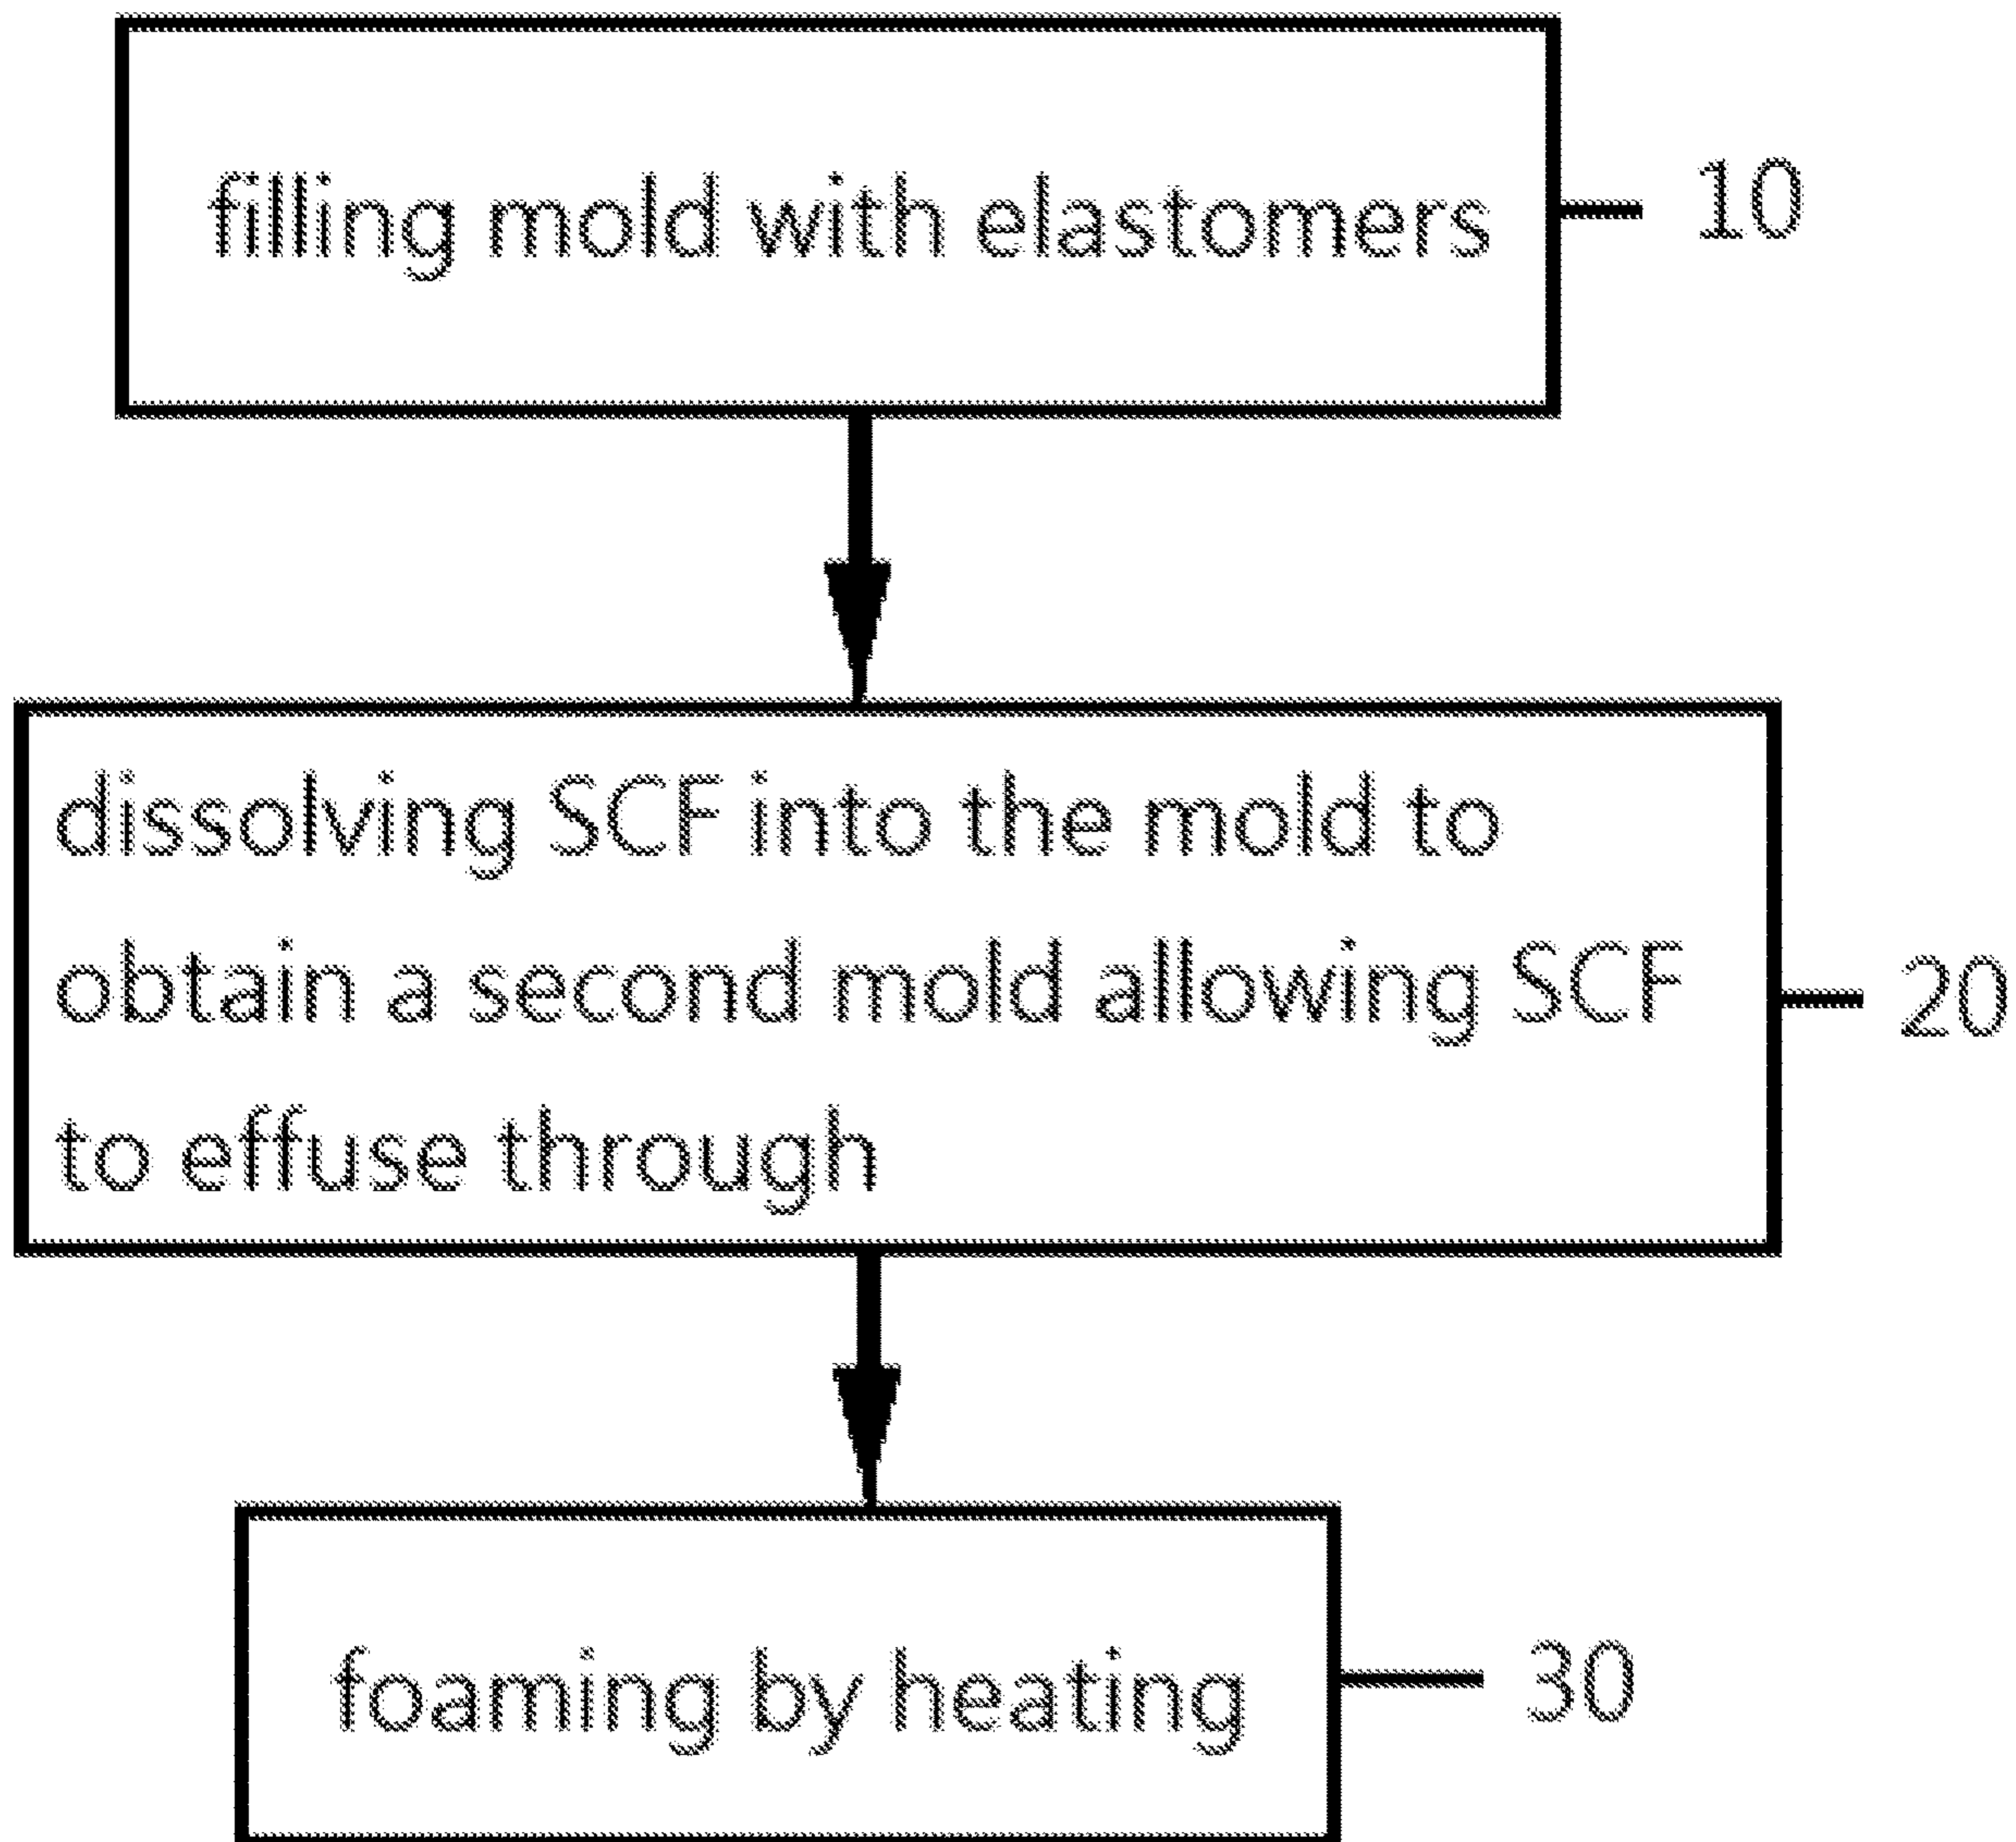 filling mold with elastomers
10
dissolving SCF into the mold to
obtain a second mold allowing SCF
to effuse through
20
foaming by heating
30